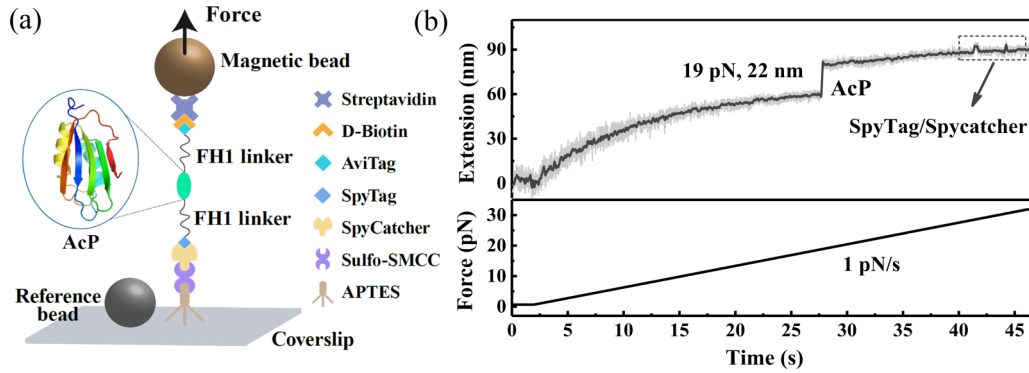 (a)
Force
Magnetic bead
Streptavidin
D-Biotin
FH1 linker
AviTag
SpyTag
FH1 linker
SpyCatcher
AcP
Sulfo-SMCC
Reference
bead
APTES
Coverslip
(b)
Extension (nm)
90
60
30
0
19 pN, 22 nm
AcP
SpyTag/Spycatcher
Force (pN)
30
20
10
0
1 pN/s
0 5 10 15 20 25 30 35 40 45
Time (s)